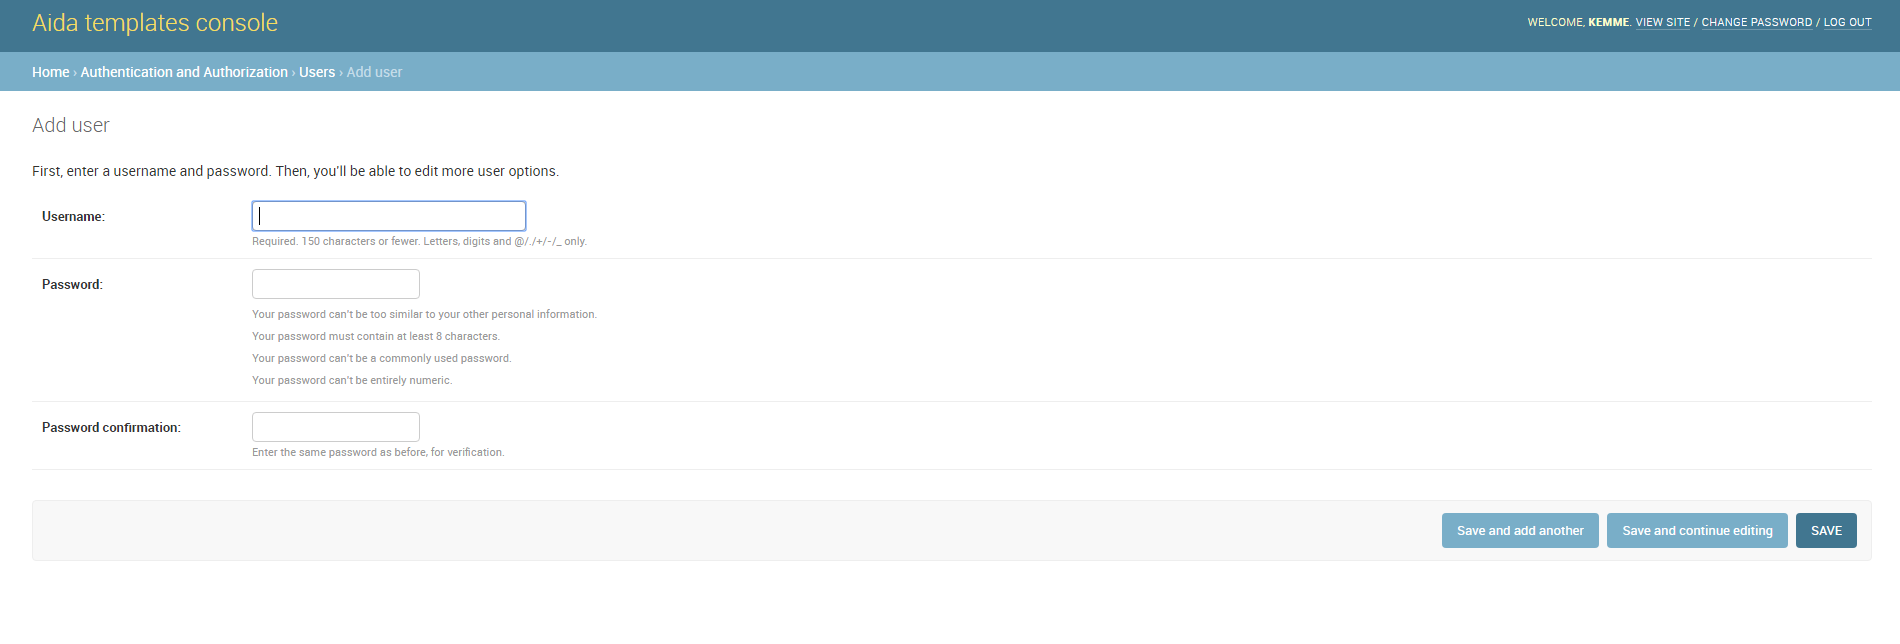 Aida templates console
WELCOME, KEMME. VIEW SITE / CHANGE PASSWORD / LOG OUT
Home › Authentication and Authorization › Users › Add user
Add user
First, enter a username and password. Then, you'll be able to edit more user options.
Username:
Required. 150 characters or fewer. Letters, digits and @/./+/-/_ only.
Password:
Your password can't be too similar to your other personal information.
Your password must contain at least 8 characters.
Your password can't be a commonly used password.
Your password can't be entirely numeric.
Password confirmation:
Enter the same password as before, for verification.
Save and add another Save and continue editing SAVE